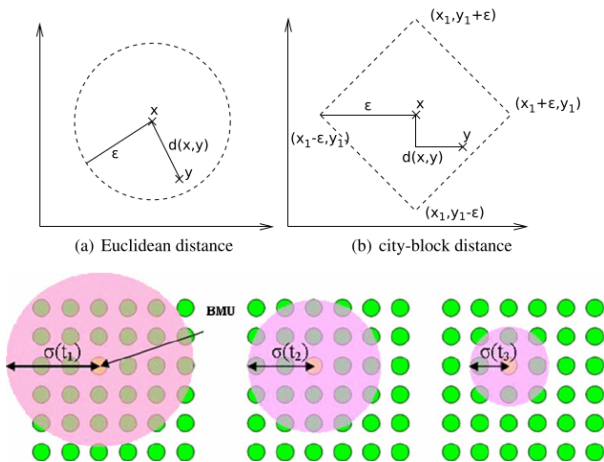 (x₁,y₁+ε)
x
ε
d(x,y)
y
ε
x
(x₁+ε,y₁)
(x₁-ε,y₁)
y
d(x,y)
(x₁,y₁-ε)
(a) Euclidean distance
(b) city-block distance
BMU
σ(t₁)
σ(t₂)
σ(t₃)